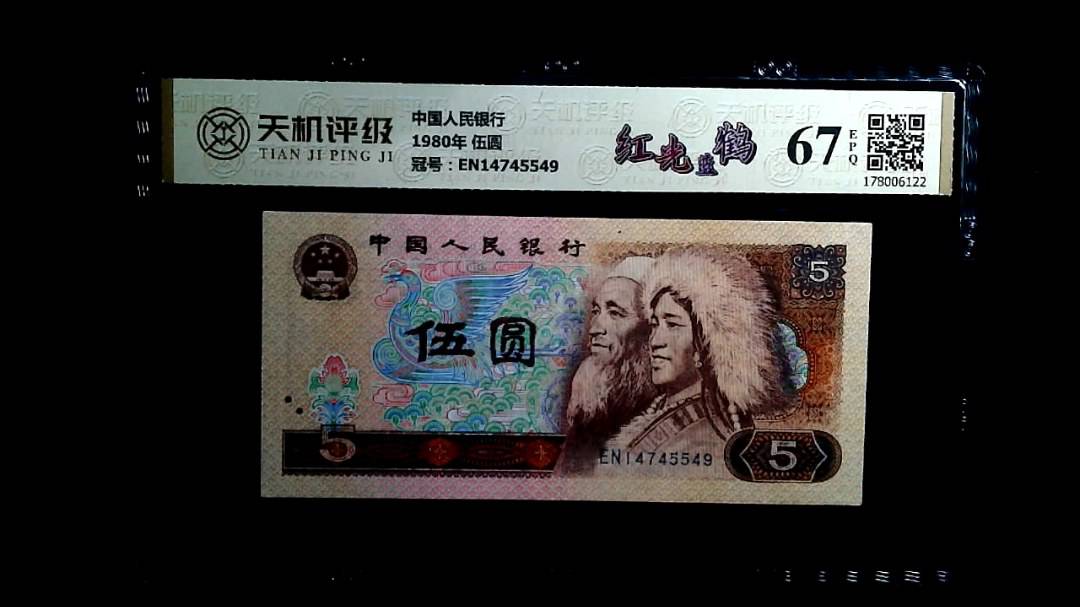 天机评级
TIAN JI PING JI
中国人民银行
1980年 伍圆
冠号：EN14745549
红光蓝鹤
67
EPQ
178006122
中国人民银行
5
伍圆
5
EN14745549
5